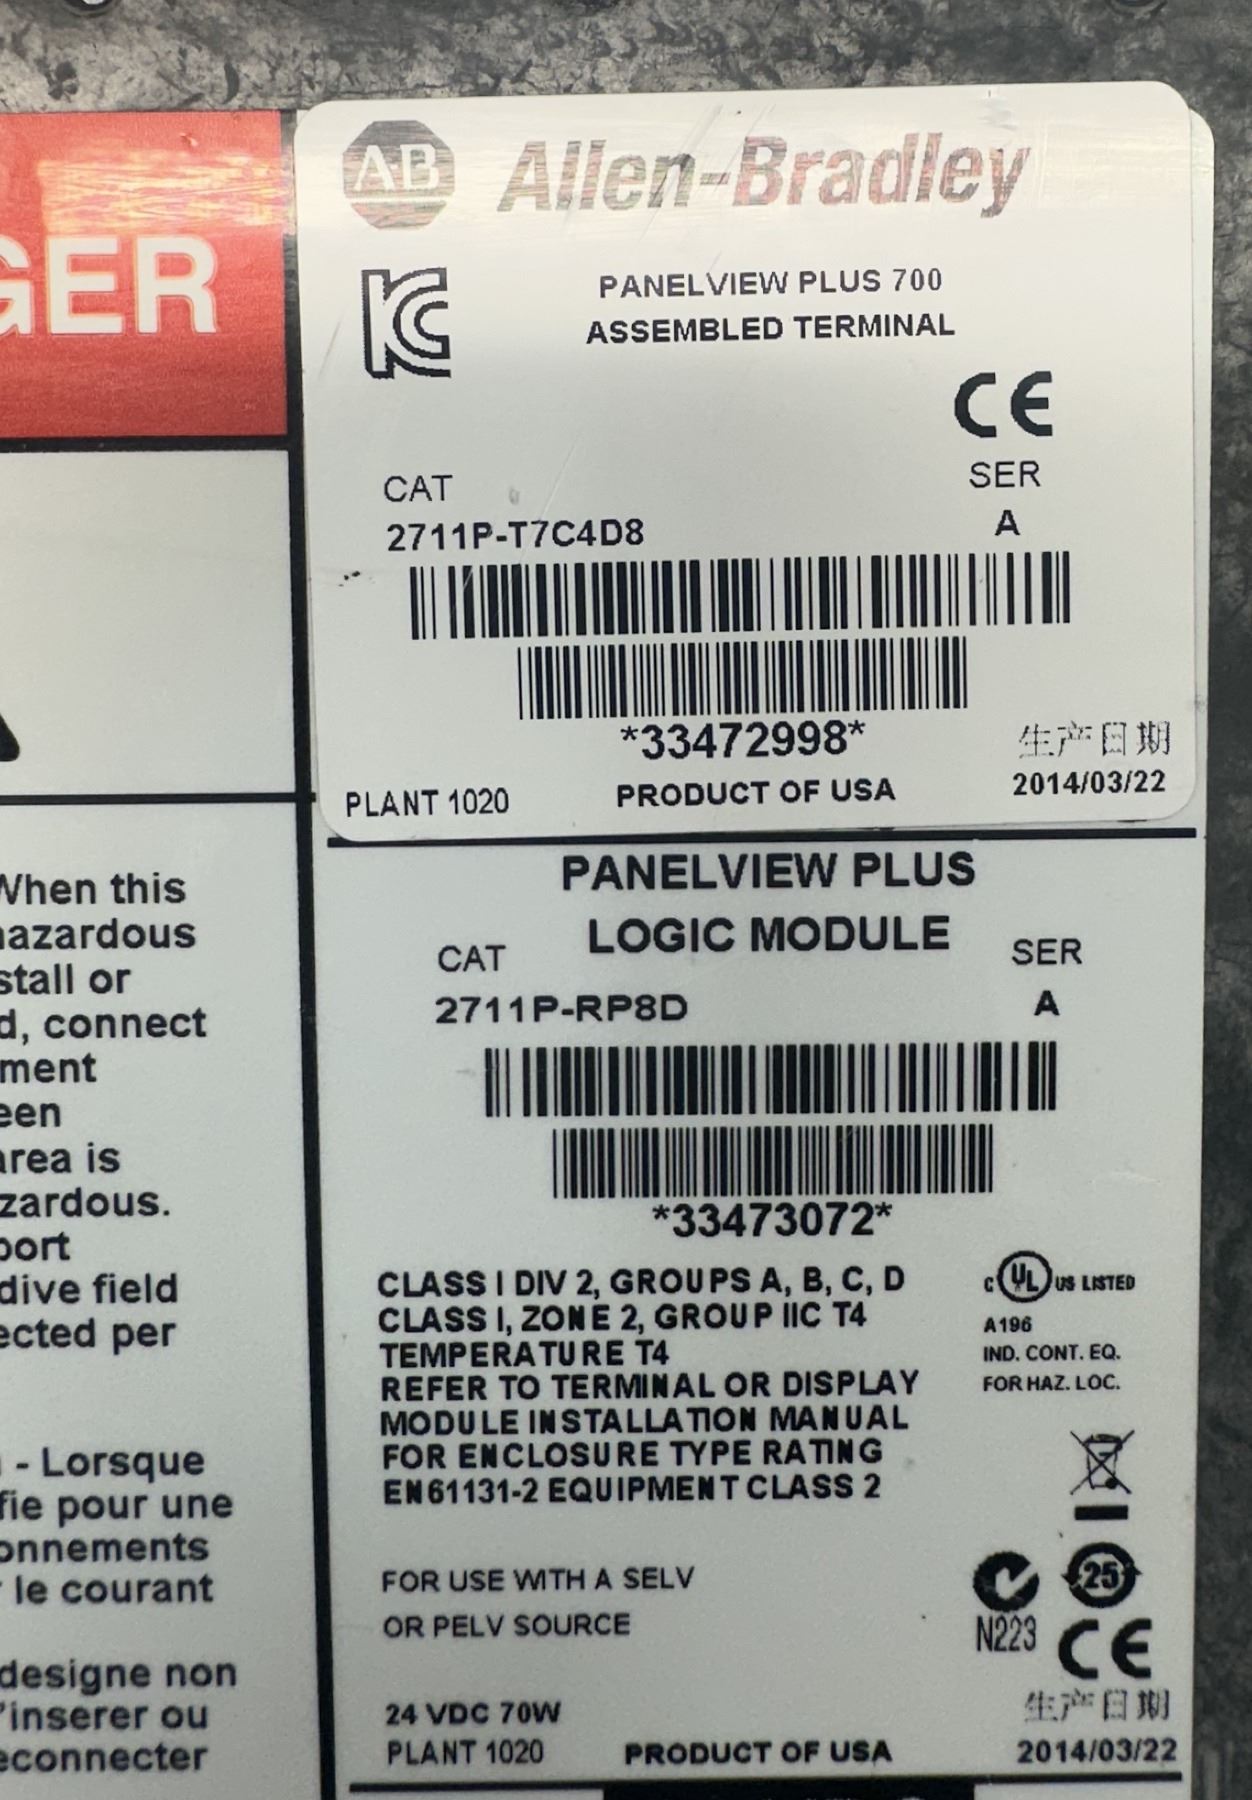 GER
When this
hazardous
stall or
d, connect
ment
een
area is
zardous.
port
dive field
ected per
- Lorsque
fie pour une
onnements
le courant
designe non
'inserer ou
econnecter
AB Allen-Bradley
PANELVIEW PLUS 700
ASSEMBLED TERMINAL
CE
CAT
SER
2711P-T7C4D8
A
*33472998*
生产日期
PLANT 1020
PRODUCT OF USA
2014/03/22
PANELVIEW PLUS
LOGIC MODULE
CAT
SER
2711P-RP8D
A
*33473072*
CLASS I DIV 2, GROUPS A, B, C, D
CLASS I, ZONE 2, GROUP IIC T4
TEMPERATURE T4
REFER TO TERMINAL OR DISPLAY
MODULE INSTALLATION MANUAL
FOR ENCLOSURE TYPE RATING
EN61131-2 EQUIPMENT CLASS 2
C UL US LISTED
A196
IND. CONT. EQ.
FOR HAZ. LOC.
FOR USE WITH A SELV
OR PELV SOURCE
25
N223
CE
24 VDC 70W
生产日期
PLANT 1020
PRODUCT OF USA
2014/03/22